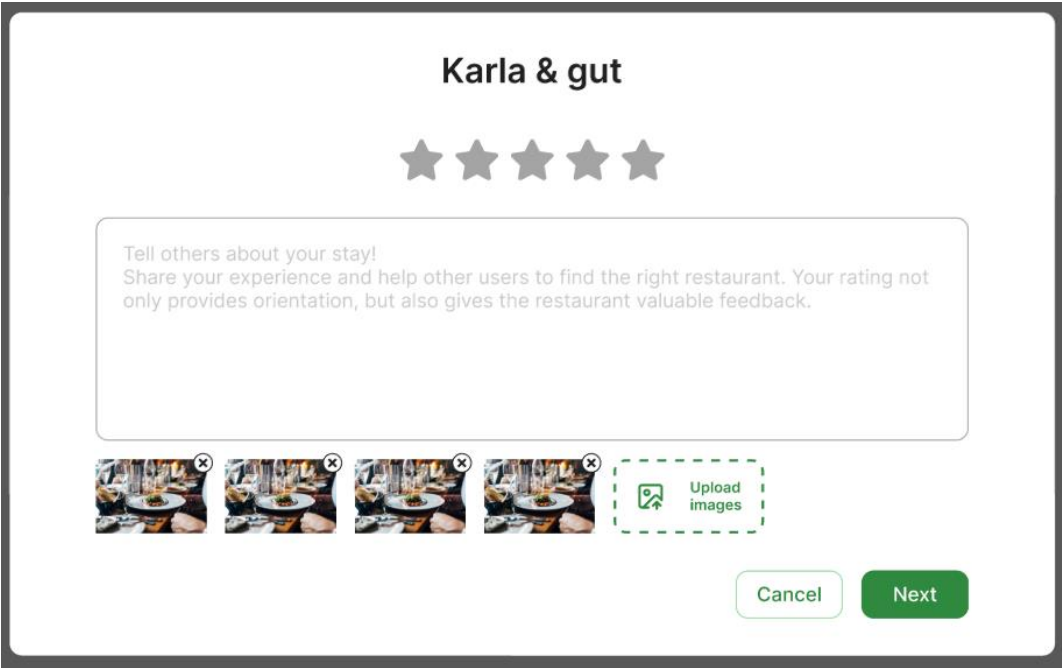 Karla & gut
Tell others about your stay!
Share your experience and help other users to find the right restaurant. Your rating not
only provides orientation, but also gives the restaurant valuable feedback.
Upload
images
Cancel
Next